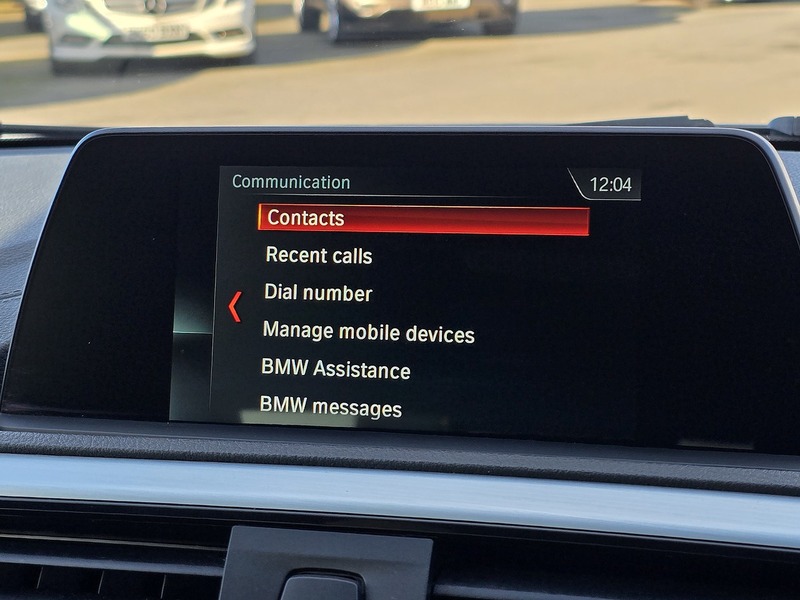 Communication
12:04
Contacts
Recent calls
Dial number
Manage mobile devices
BMW Assistance
BMW messages